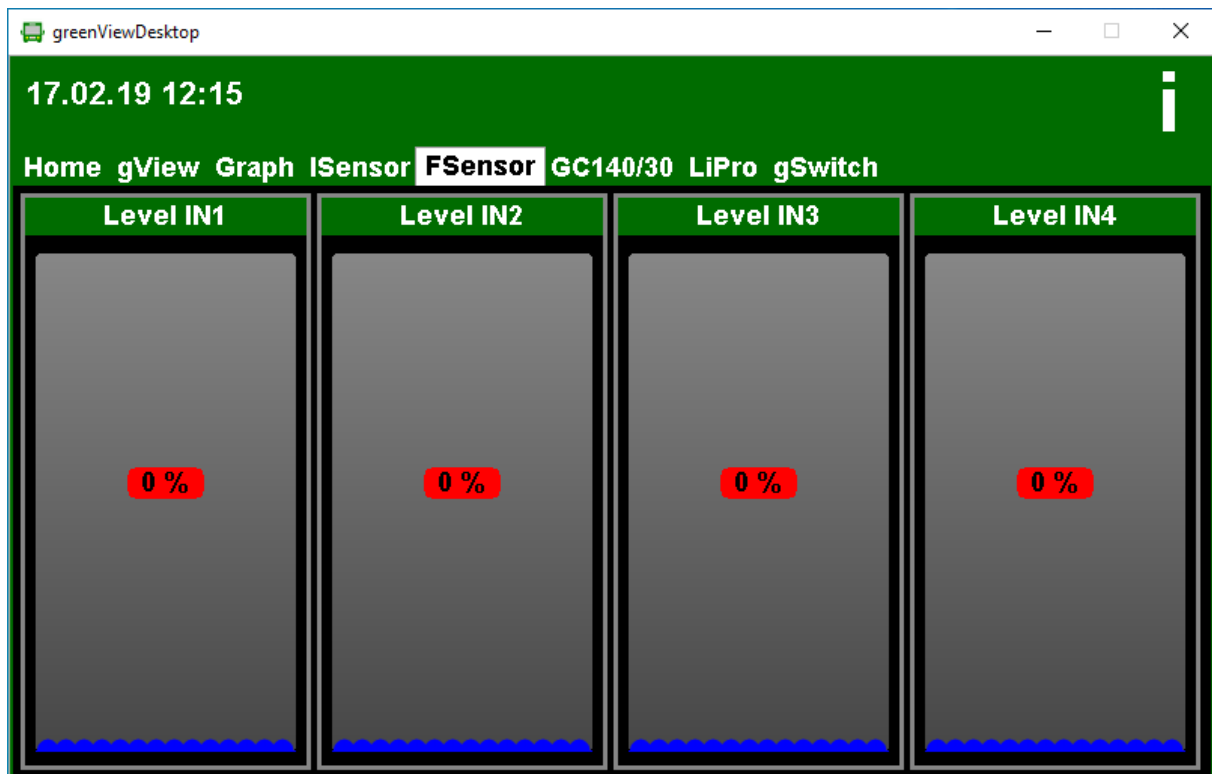 greenViewDesktop
17.02.19 12:15
Home gView Graph ISensor FSensor GC140/30 LiPro gSwitch
Level IN1 Level IN2 Level IN3 Level IN4
0 % 0 % 0 % 0 %